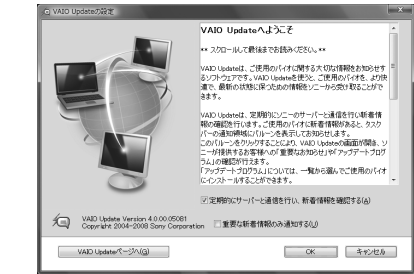 VAIO Updateの設定
VAIO Updateへようこそ
** スクロールして最後までお読みください。**
VAIO Updateは、ご使用のバイオに関する大切な情報をお知らせす
るソフトウェアです。VAIO Updateを使うと、ご使用のバイオを、より快
適で、最新の状態に保つための情報をソニーから受け取ることがで
きます。
VAIO Updateは、定期的にソニーのサーバーと通信を行い新着情
報の確認を行います。ご使用のバイオに新着情報があると、タスク
バーの通知領域にバルーンを表示してお知らせします。
このバルーンをクリックすることにより、VAIO Updateの画面が開き、ソ
ニーが提供するお客様への「重要なお知らせ」や「アップデートプログ
ラム」の確認が行えます。
「アップデートプログラム」については、一覧から選んでご使用のバイオ
にインストールすることができます。
定期的にサーバーと通信を行い、新着情報を確認する(A)
重要な新着情報のみ通知する(U)
VAIO Update Version 4.0.00.05081
Copyright 2004-2008 Sony Corporation
VAIO Updateページへ(G)
OK
キャンセル